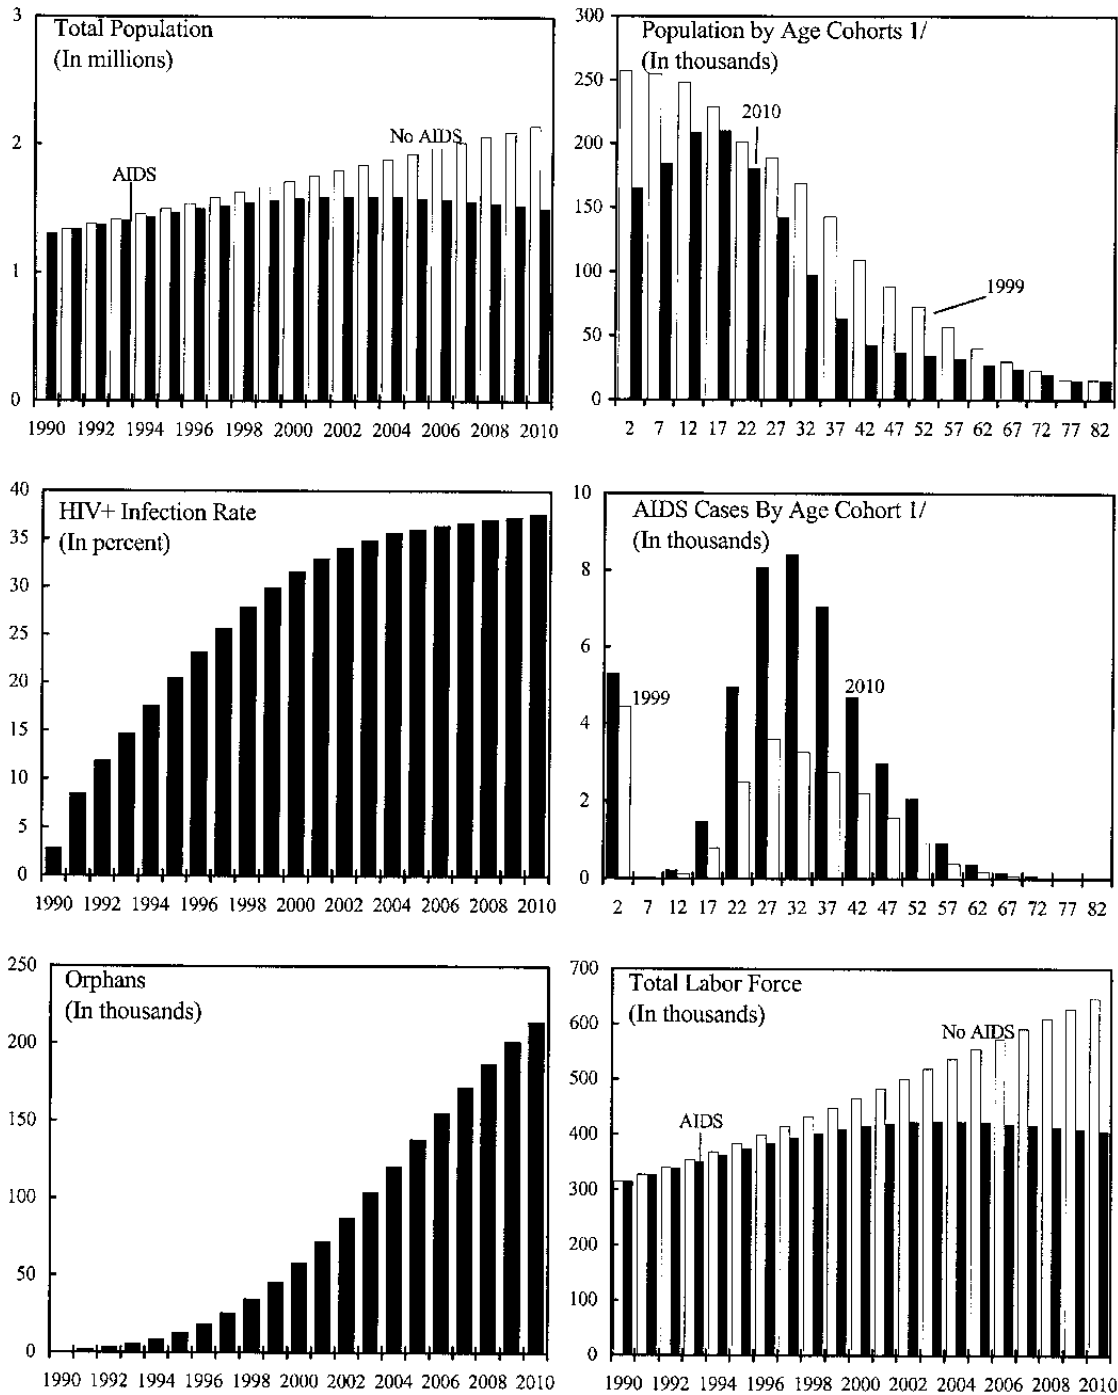 Total Population
(In millions)
3
2
1
0
No AIDS
AIDS
1990 1992 1994 1996 1998 2000 2002 2004 2006 2008 2010
Population by Age Cohorts 1/
(In thousands)
300
250
200
150
100
50
0
2010
1999
2 7 12 17 22 27 32 37 42 47 52 57 62 67 72 77 82
HIV+ Infection Rate
(In percent)
40
35
30
25
20
15
10
5
0
1990 1992 1994 1996 1998 2000 2002 2004 2006 2008 2010
AIDS Cases By Age Cohort 1/
(In thousands)
10
8
6
4
2
0
1999
2010
2 7 12 17 22 27 32 37 42 47 52 57 62 67 72 77 82
Orphans
(In thousands)
250
200
150
100
50
0
1990 1992 1994 1996 1998 2000 2002 2004 2006 2008 2010
Total Labor Force
(In thousands)
700
600
500
400
300
200
100
0
No AIDS
AIDS
1990 1992 1994 1996 1998 2000 2002 2004 2006 2008 2010